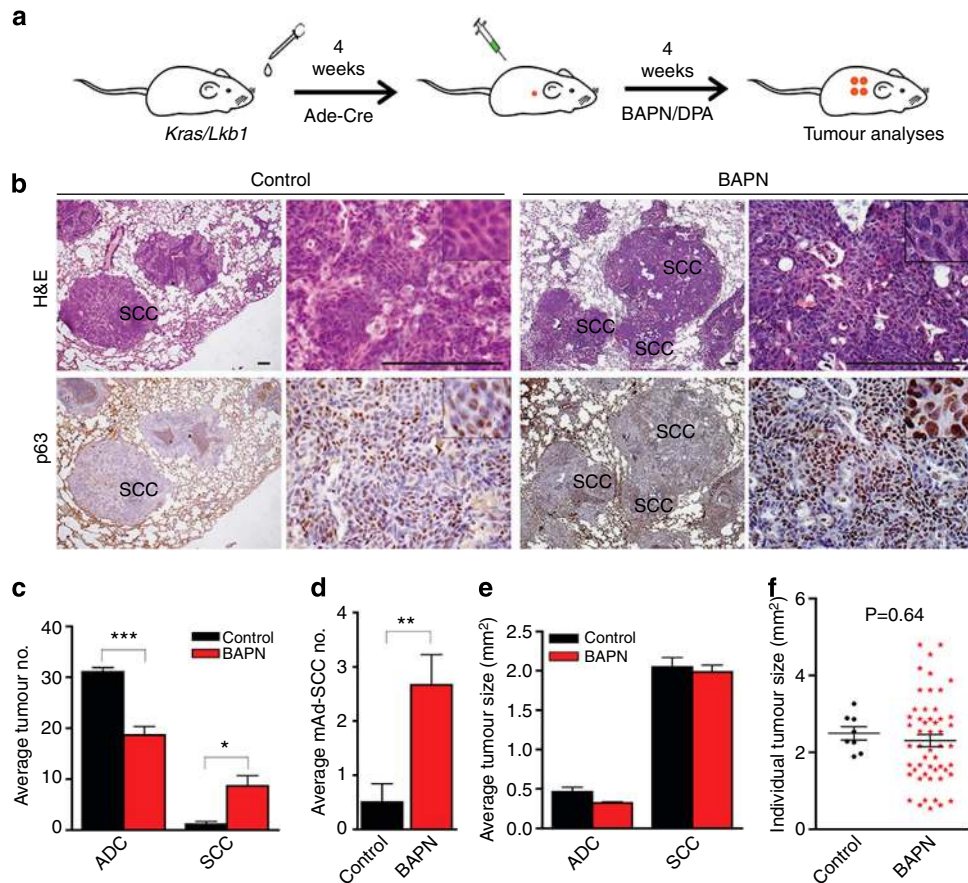 a
4
weeks
Ade-Cre
Kras/Lkb1
4
weeks
BAPN/DPA
Tumour analyses
b
Control
BAPN
H&E
SCC
SCC
SCC
SCC
p63
SCC
SCC
SCC
SCC
c
Average tumour no.
40
30
20
10
0
***
*
Control
BAPN
ADC
SCC
d
Average mAd-SCC no.
4
3
2
1
0
**
Control
BAPN
e
Average tumour size (mm²)
2.5
2.0
1.5
1.0
0.5
0.0
Control
BAPN
ADC
SCC
f
Individual tumour size (mm²)
6
4
2
0
P=0.64
Control
BAPN